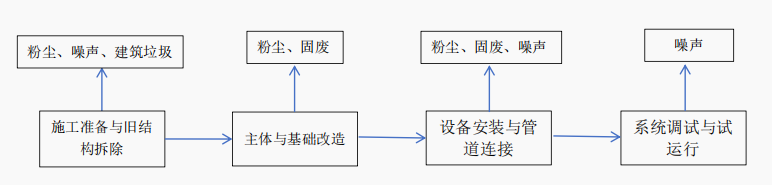 粉尘、噪声、建筑垃圾
粉尘、固废
粉尘、固废、噪声
噪声
施工准备与旧结
构拆除
主体与基础改造
设备安装与管
道连接
系统调试与试
运行